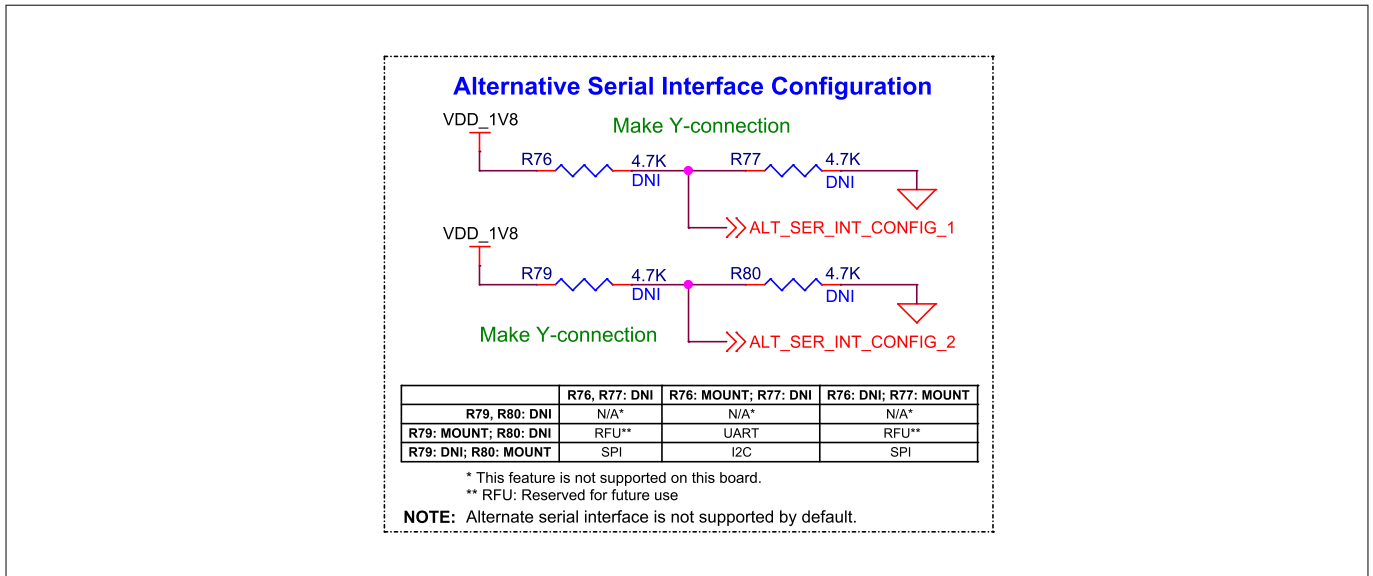 Alternative Serial Interface Configuration
VDD_1V8
Make Y-connection
R76 4.7K R77 4.7K
DNI DNI
ALT_SER_INT_CONFIG_1
VDD_1V8
R79 4.7K R80 4.7K
DNI DNI
Make Y-connection
ALT_SER_INT_CONFIG_2
R76, R77: DNI R76: MOUNT; R77: DNI R76: DNI; R77: MOUNT
R79, R80: DNI N/A* N/A* N/A*
R79: MOUNT; R80: DNI RFU** UART RFU**
R79: DNI; R80: MOUNT SPI I2C SPI
* This feature is not supported on this board.
** RFU: Reserved for future use
NOTE: Alternate serial interface is not supported by default.